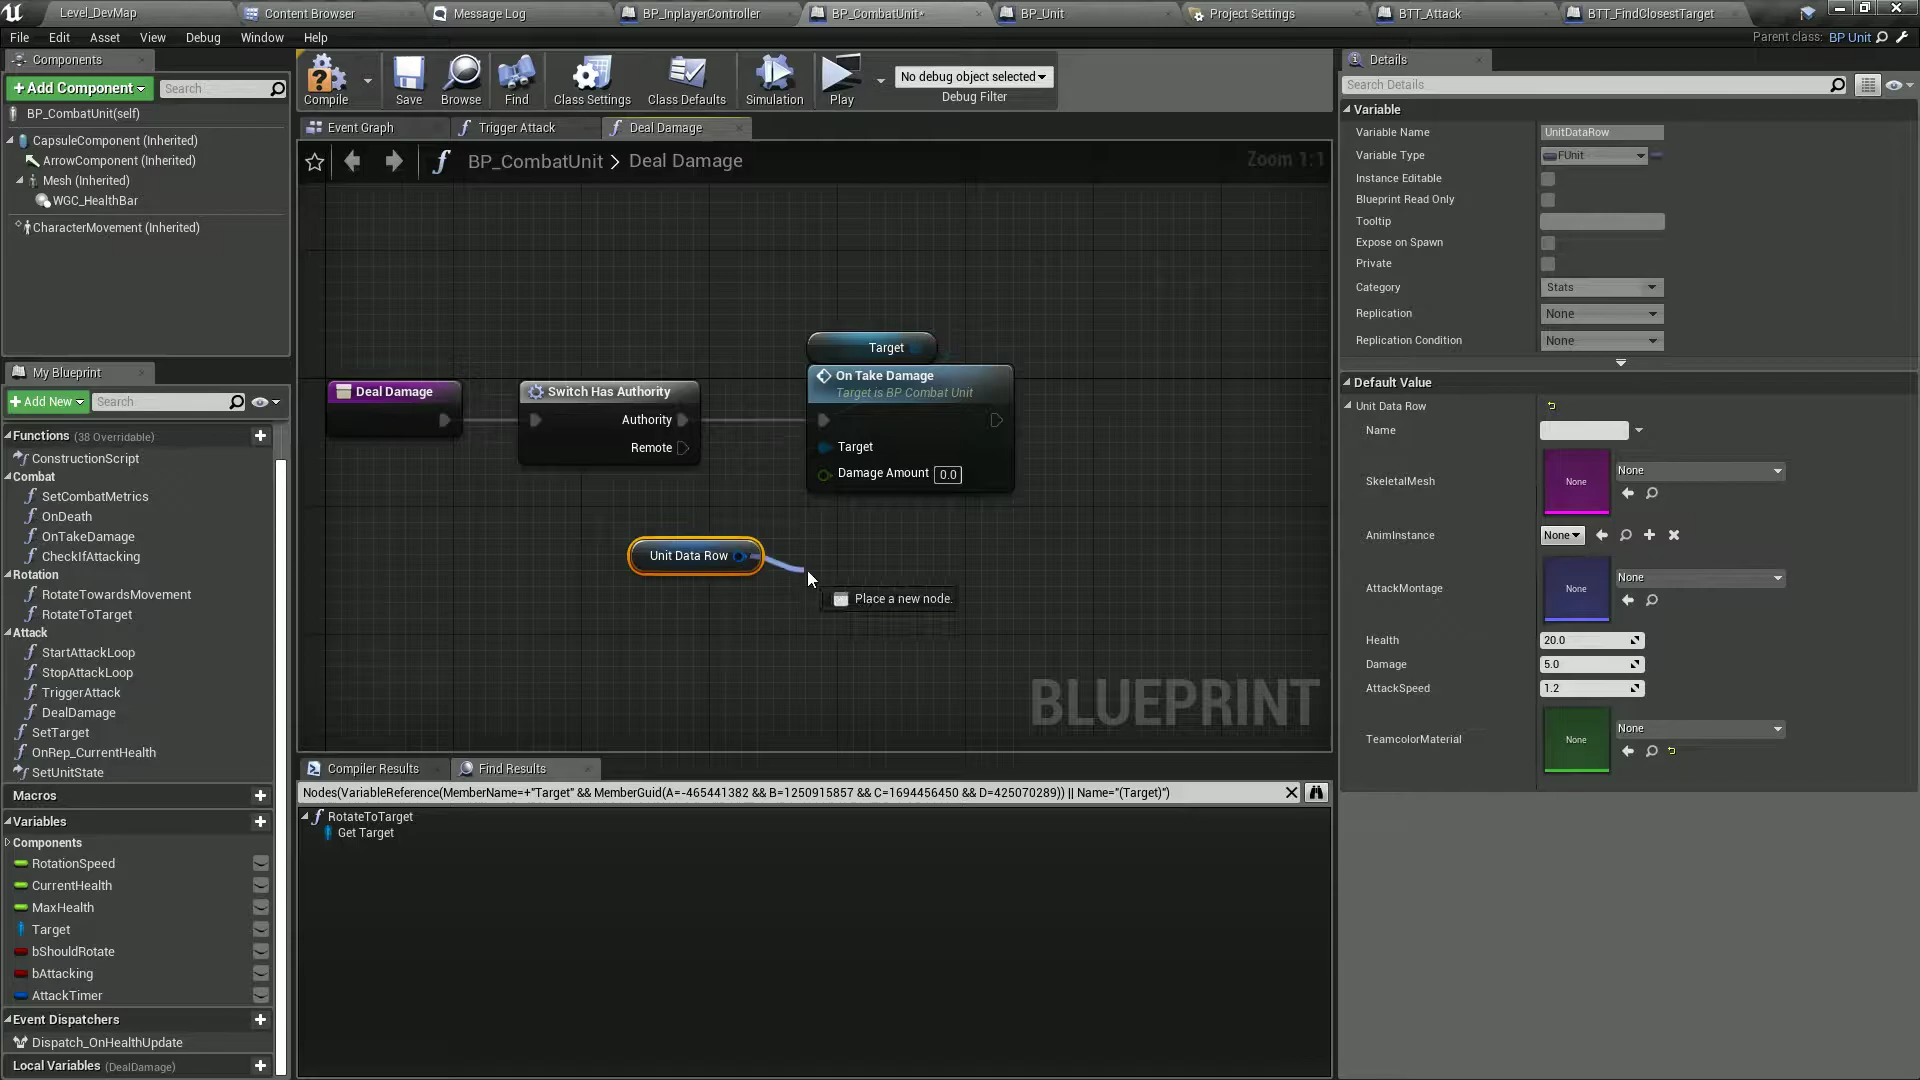 Level_DevMap
Content Browser
Message Log
BP_InplayerController
BP_CombatUnit*
BP_Unit
Project Settings
BTT_Attack
BTT_FindClosestTarget
File Edit Asset View Debug Window Help
Parent class: BP Unit
Components
+Add Component
Search
BP_CombatUnit(self)
CapsuleComponent (Inherited)
ArrowComponent (Inherited)
Mesh (Inherited)
WGC_HealthBar
CharacterMovement (Inherited)
My Blueprint
+Add New
Search
Functions (38 Overridable)
ConstructionScript
Combat
SetCombatMetrics
OnDeath
OnTakeDamage
CheckIfAttacking
Rotation
RotateTowardsMovement
RotateToTarget
Attack
StartAttackLoop
StopAttackLoop
TriggerAttack
DealDamage
SetTarget
OnRep_CurrentHealth
SetUnitState
Macros
Variables
Components
RotationSpeed
CurrentHealth
MaxHealth
Target
bShouldRotate
bAttacking
AttackTimer
Event Dispatchers
Dispatch_OnHealthUpdate
Local Variables (DealDamage)
Compile
Save
Browse
Find
Class Settings
Class Defaults
Simulation
Play
No debug object selected
Debug Filter
Event Graph
Trigger Attack
Deal Damage
BP_CombatUnit > Deal Damage
Zoom 1:1
Target
Deal Damage
Switch Has Authority
Authority
Remote
On Take Damage
Target is BP Combat Unit
Target
Damage Amount 0.0
Unit Data Row
Place a new node.
BLUEPRINT
Compiler Results
Find Results
Nodes(VariableReference(MemberName=+"Target" && MemberGuid(A=-465441382 && B=1250915857 && C=1694456450 && D=425070289)) || Name="(Target)")
RotateToTarget
Get Target
Details
Search Details
Variable
Variable Name UnitDataRow
Variable Type FUnit
Instance Editable
Blueprint Read Only
Tooltip
Expose on Spawn
Private
Category Stats
Replication None
Replication Condition None
Default Value
Unit Data Row
Name
SkeletalMesh None None
AnimInstance None
AttackMontage None None
Health 20.0
Damage 5.0
AttackSpeed 1.2
TeamcolorMaterial None None